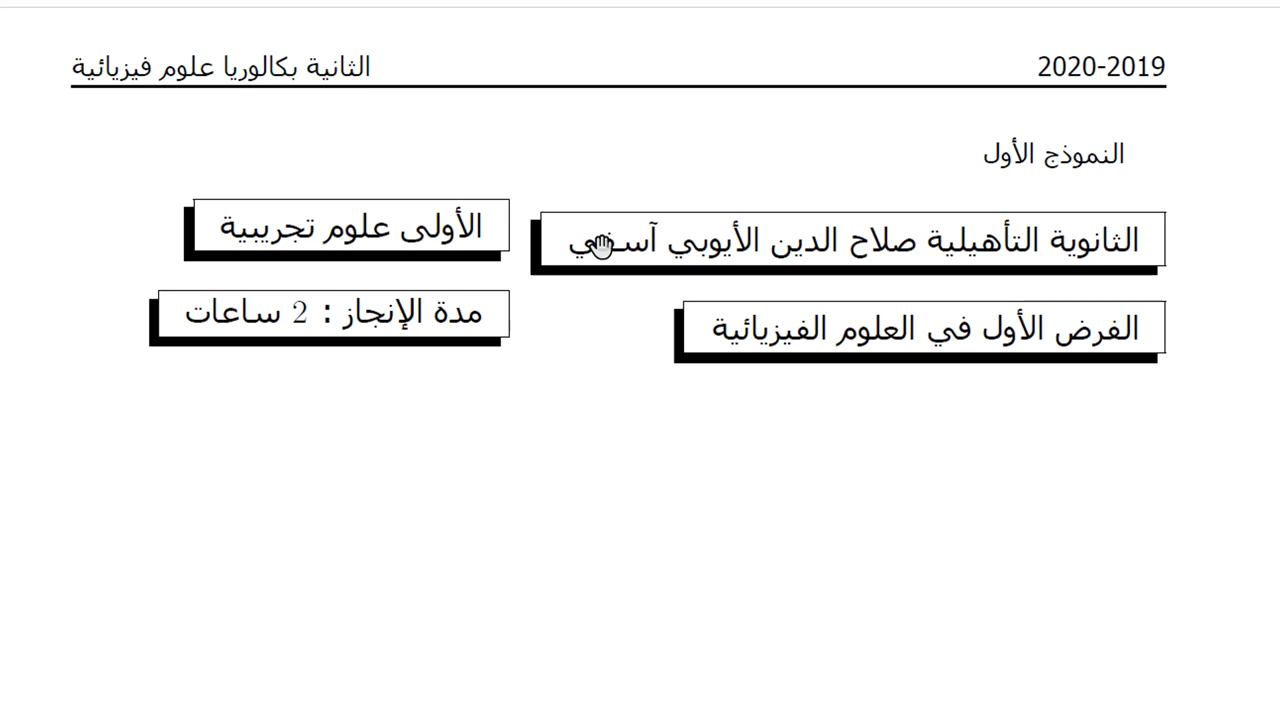 2020-2019
الثانية بكالوريا علوم فيزيائية
النموذج الأول
الثانوية التأهيلية صلاح الدين الأيوبي آسفي
الأولى علوم تجريبية
الفرض الأول في العلوم الفيزيائية
مدة الإنجاز : 2 ساعات